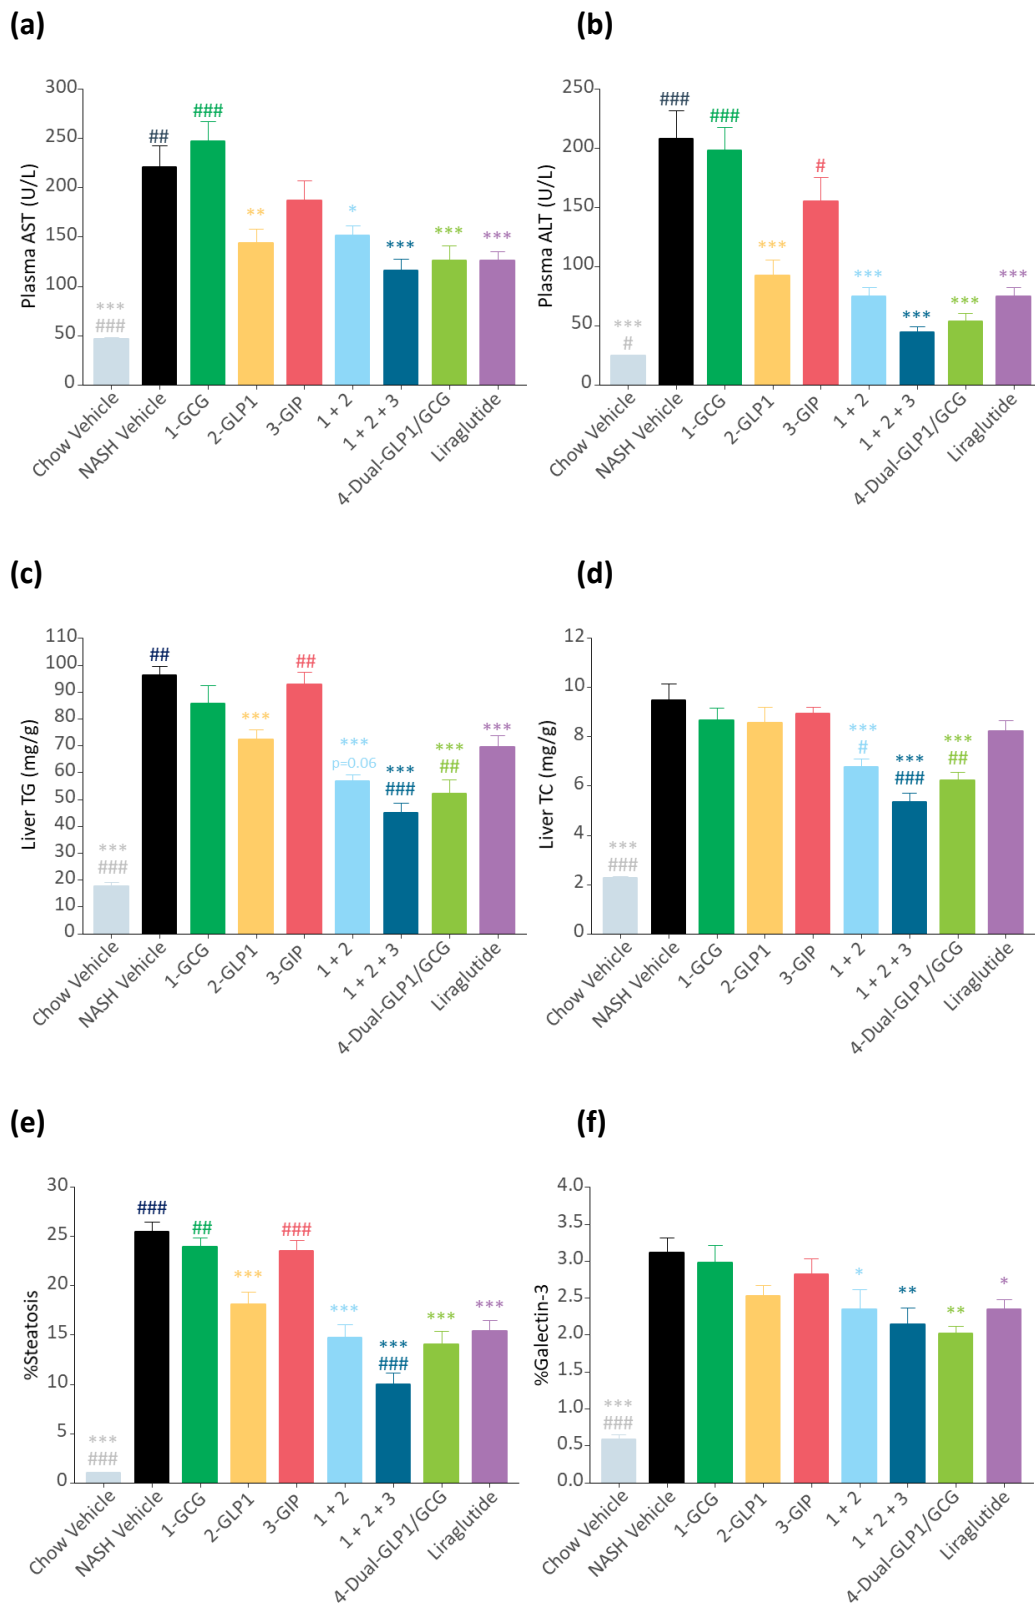 (a)
Plasma AST (U/L)
300
250
200
150
100
50
0
***
###
##
###
**
*
***
***
***
Chow Vehicle
NASH Vehicle
1-GCG
2-GLP1
3-GIP
1 + 2
1 + 2 + 3
4-Dual-GLP1/GCG
Liraglutide
(b)
Plasma ALT (U/L)
250
200
150
100
50
0
***
#
###
###
***
#
***
***
***
***
Chow Vehicle
NASH Vehicle
1-GCG
2-GLP1
3-GIP
1 + 2
1 + 2 + 3
4-Dual-GLP1/GCG
Liraglutide
(c)
Liver TG (mg/g)
110
100
90
80
70
60
50
40
30
20
10
0
***
###
##
***
##
***
p=0.06
***
###
***
##
***
Chow Vehicle
NASH Vehicle
1-GCG
2-GLP1
3-GIP
1 + 2
1 + 2 + 3
4-Dual-GLP1/GCG
Liraglutide
(d)
Liver TC (mg/g)
12
10
8
6
4
2
0
***
###
***
#
***
###
***
##
Chow Vehicle
NASH Vehicle
1-GCG
2-GLP1
3-GIP
1 + 2
1 + 2 + 3
4-Dual-GLP1/GCG
Liraglutide
(e)
%Steatosis
30
25
20
15
10
5
0
***
###
###
##
***
###
***
***
###
***
***
Chow Vehicle
NASH Vehicle
1-GCG
2-GLP1
3-GIP
1 + 2
1 + 2 + 3
4-Dual-GLP1/GCG
Liraglutide
(f)
%Galectin-3
4.0
3.5
3.0
2.5
2.0
1.5
1.0
0.5
0.0
***
###
*
**
**
*
Chow Vehicle
NASH Vehicle
1-GCG
2-GLP1
3-GIP
1 + 2
1 + 2 + 3
4-Dual-GLP1/GCG
Liraglutide